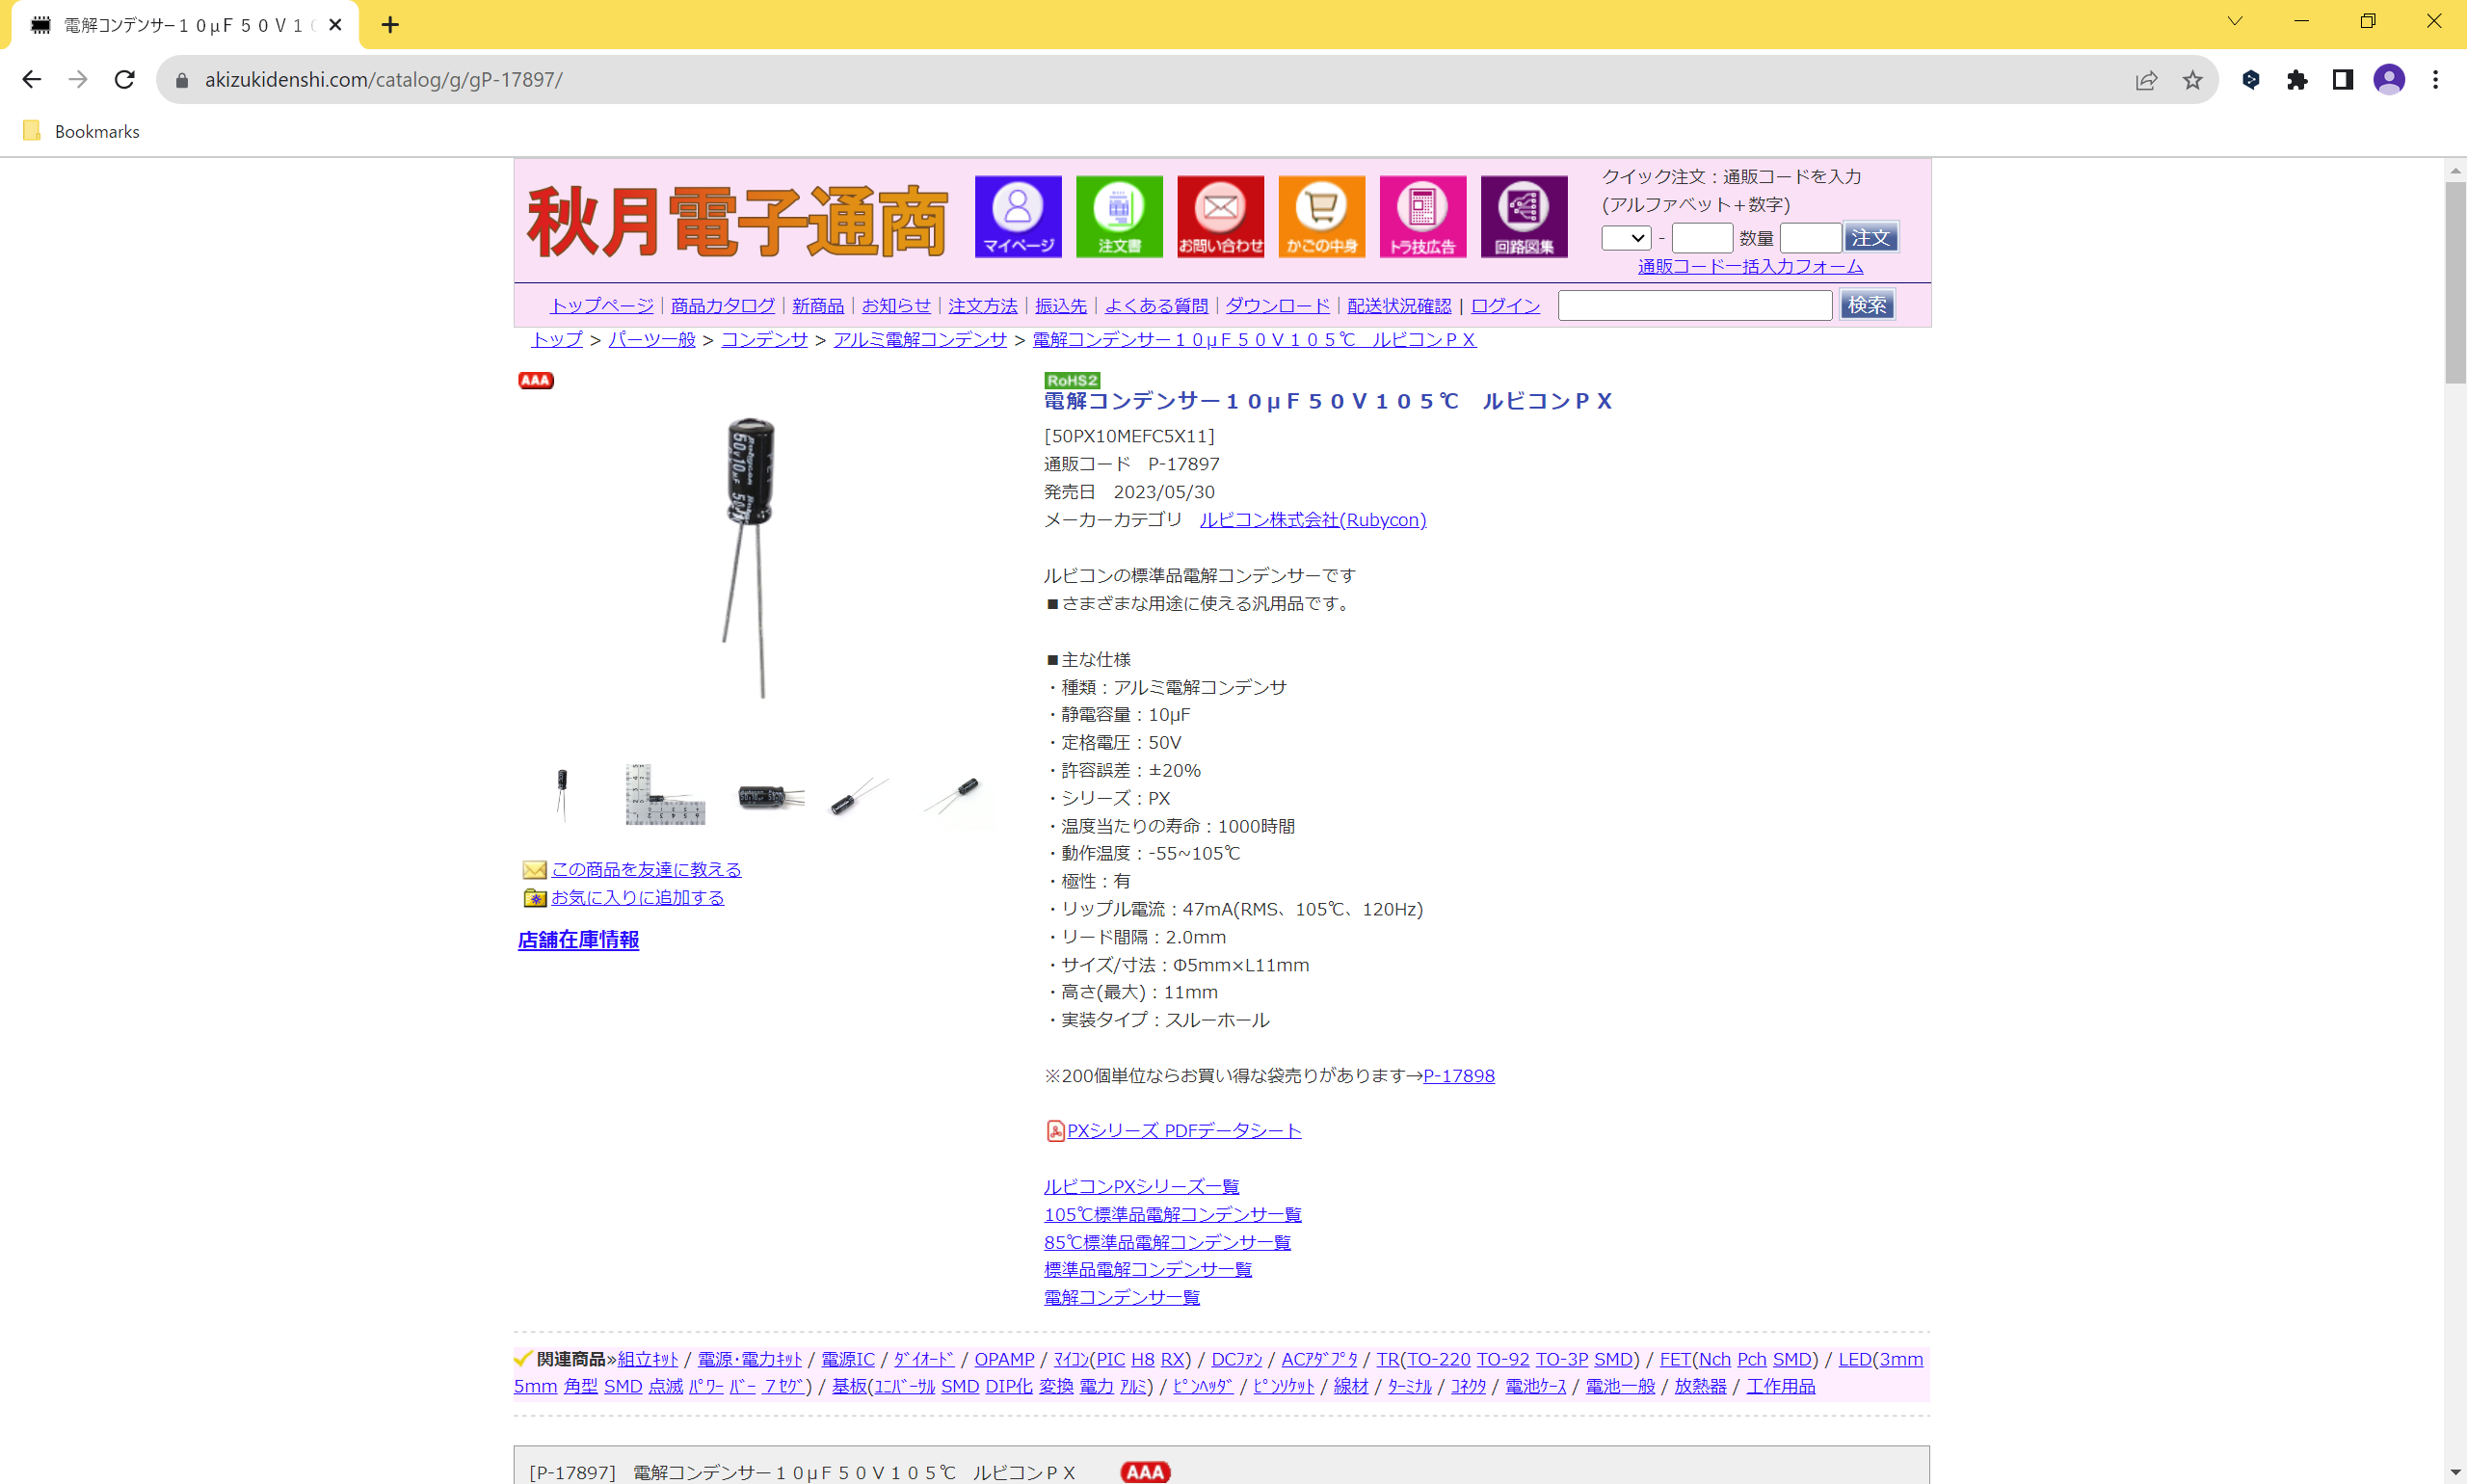 電解コンデンサー１０μＦ５０Ｖ１
akizukidenshi.com/catalog/g/gP-17897/
Bookmarks
秋月電子通商
マイページ
注文書
お問い合わせ
かごの中身
トラ技広告
回路図集
クイック注文：通販コードを入力
(アルファベット＋数字)
- 数量 注文
通販コード一括入力フォーム
トップページ｜商品カタログ｜新商品｜お知らせ｜注文方法｜振込先｜よくある質問｜ダウンロード｜配送状況確認 | ログイン 検索
トップ > パーツ一般 > コンデンサ > アルミ電解コンデンサ > 電解コンデンサー１０μＦ５０Ｖ１０５℃　ルビコンＰＸ
AAA
RoHS2
電解コンデンサー１０μＦ５０Ｖ１０５℃　ルビコンＰＸ
[50PX10MEFC5X11]
通販コード　P-17897
発売日　2023/05/30
メーカーカテゴリ　ルビコン株式会社(Rubycon)
ルビコンの標準品電解コンデンサーです
■さまざまな用途に使える汎用品です。
■主な仕様
・種類：アルミ電解コンデンサ
・静電容量：10μF
・定格電圧：50V
・許容誤差：±20%
・シリーズ：PX
・温度当たりの寿命：1000時間
・動作温度：-55~105℃
・極性：有
・リップル電流：47mA(RMS、105℃、120Hz)
・リード間隔：2.0mm
・サイズ/寸法：Φ5mm×L11mm
・高さ(最大)：11mm
・実装タイプ：スルーホール
※200個単位ならお買い得な袋売りがあります→P-17898
PXシリーズ PDFデータシート
ルビコンPXシリーズ一覧
105℃標準品電解コンデンサ一覧
85℃標準品電解コンデンサ一覧
標準品電解コンデンサ一覧
電解コンデンサ一覧
50V10μF
Rubycon
この商品を友達に教える
お気に入りに追加する
店舗在庫情報
関連商品»組立ｷｯﾄ / 電源･電力ｷｯﾄ / 電源IC / ﾀﾞｲｵｰﾄﾞ / OPAMP / ﾏｲｺﾝ(PIC H8 RX) / DCﾌｧﾝ / ACｱﾀﾞﾌﾟﾀ / TR(TO-220 TO-92 TO-3P SMD) / FET(Nch Pch SMD) / LED(3mm
5mm 角型 SMD 点滅 ﾊﾟﾜｰ ﾊﾞｰ ７ｾｸﾞ) / 基板(ﾕﾆﾊﾞｰｻﾙ SMD DIP化 変換 電力 ｱﾙﾐ) / ﾋﾟﾝﾍｯﾀﾞ / ﾋﾟﾝｿｹｯﾄ / 線材 / ﾀｰﾐﾅﾙ / ｺﾈｸﾀ / 電池ｹｰｽ / 電池一般 / 放熱器 / 工作用品
[P-17897]　電解コンデンサー１０μＦ５０Ｖ１０５℃　ルビコンＰＸ AAA